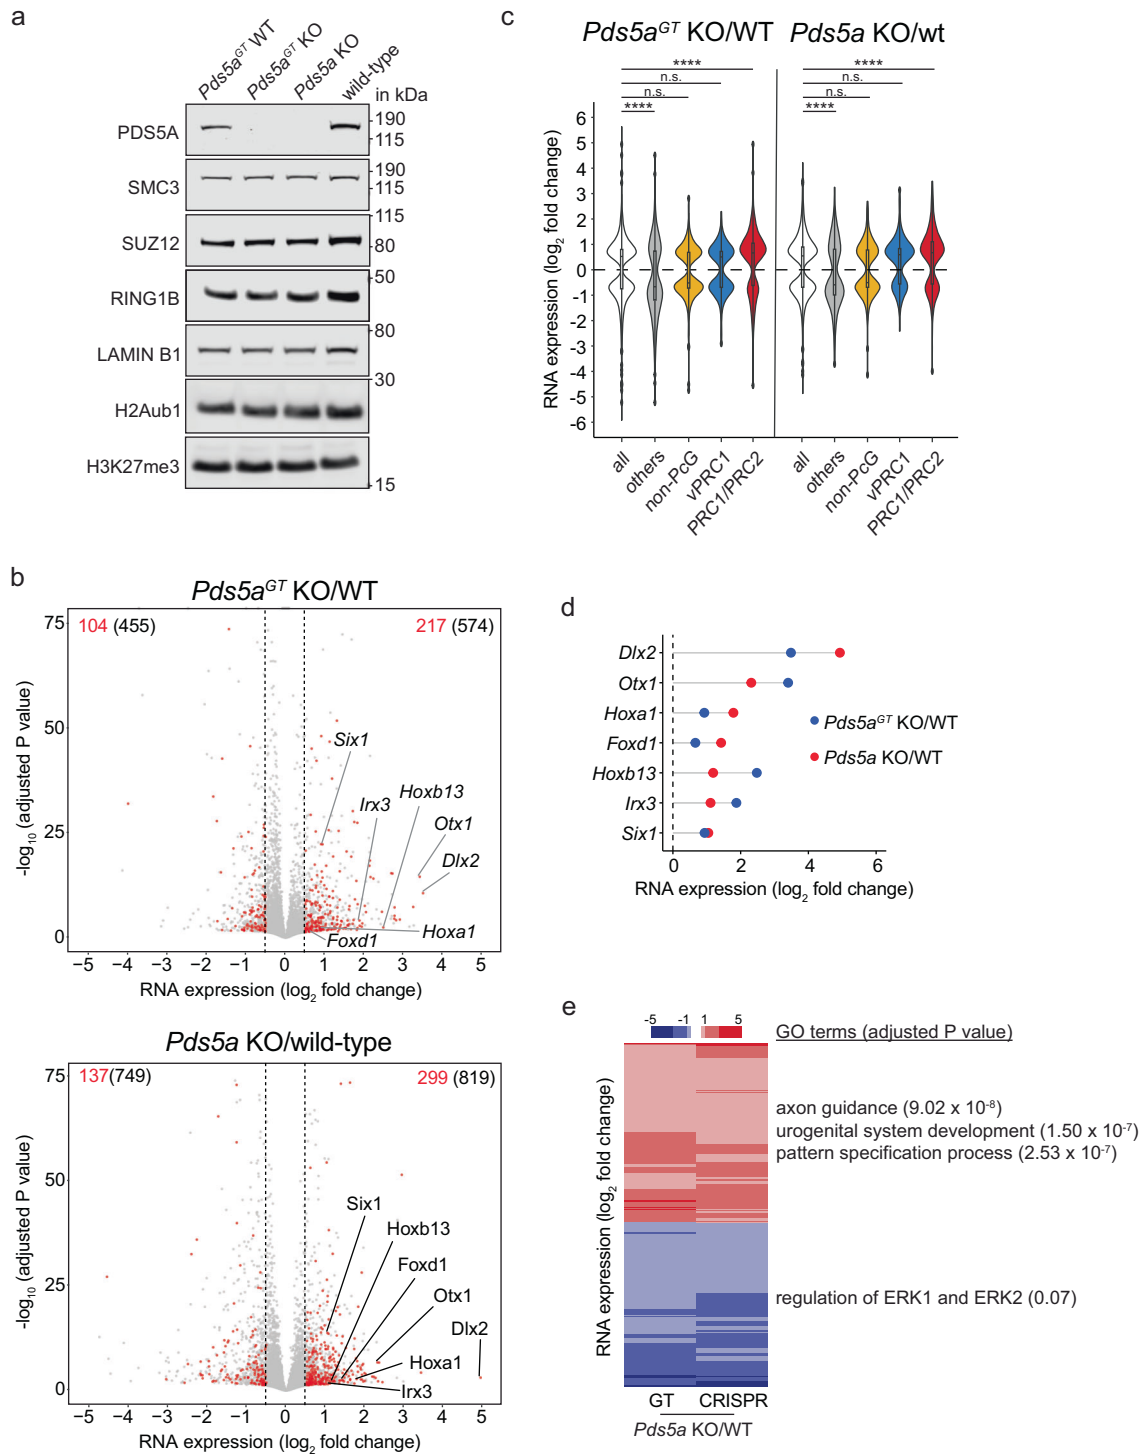 a
Pds5a^GT WT
Pds5a^GT KO
Pds5a KO
wild-type
in kDa
PDS5A
190
115
SMC3
190
115
SUZ12
115
80
RING1B
50
LAMIN B1
80
H2Aub1
30
H3K27me3
15
c
Pds5a^GT KO/WT Pds5a KO/wt
**** ****
n.s. n.s.
n.s. n.s.
**** ****
RNA expression (log₂ fold change)
6
5
4
3
2
1
0
-1
-2
-3
-4
-5
-6
all others non-PcG vPRC1 PRC1/PRC2 all others non-PcG vPRC1 PRC1/PRC2
b
Pds5a^GT KO/WT
104 (455) 217 (574)
-log₁₀ (adjusted P value)
75
50
25
0
Six1
Irx3
Hoxb13
Otx1
Dlx2
Hoxa1
Foxd1
−5 −4 −3 −2 −1 0 1 2 3 4 5
RNA expression (log₂ fold change)
Pds5a KO/wild-type
137(749) 299 (819)
-log₁₀ (adjusted P value)
75
50
25
0
Six1
Hoxb13
Foxd1
Otx1
Dlx2
Hoxa1
Irx3
−5 −4 −3 −2 −1 0 1 2 3 4 5
RNA expression (log₂ fold change)
d
Dlx2
Otx1
Hoxa1
Foxd1
Hoxb13
Irx3
Six1
Pds5a^GT KO/WT
Pds5a KO/WT
0 2 4 6
RNA expression (log₂ fold change)
e
-5 -1 1 5
GO terms (adjusted P value)
RNA expression (log₂ fold change)
axon guidance (9.02 x 10⁻⁸)
urogenital system development (1.50 x 10⁻⁷)
pattern specification process (2.53 x 10⁻⁷)
regulation of ERK1 and ERK2 (0.07)
GT CRISPR
Pds5a KO/WT